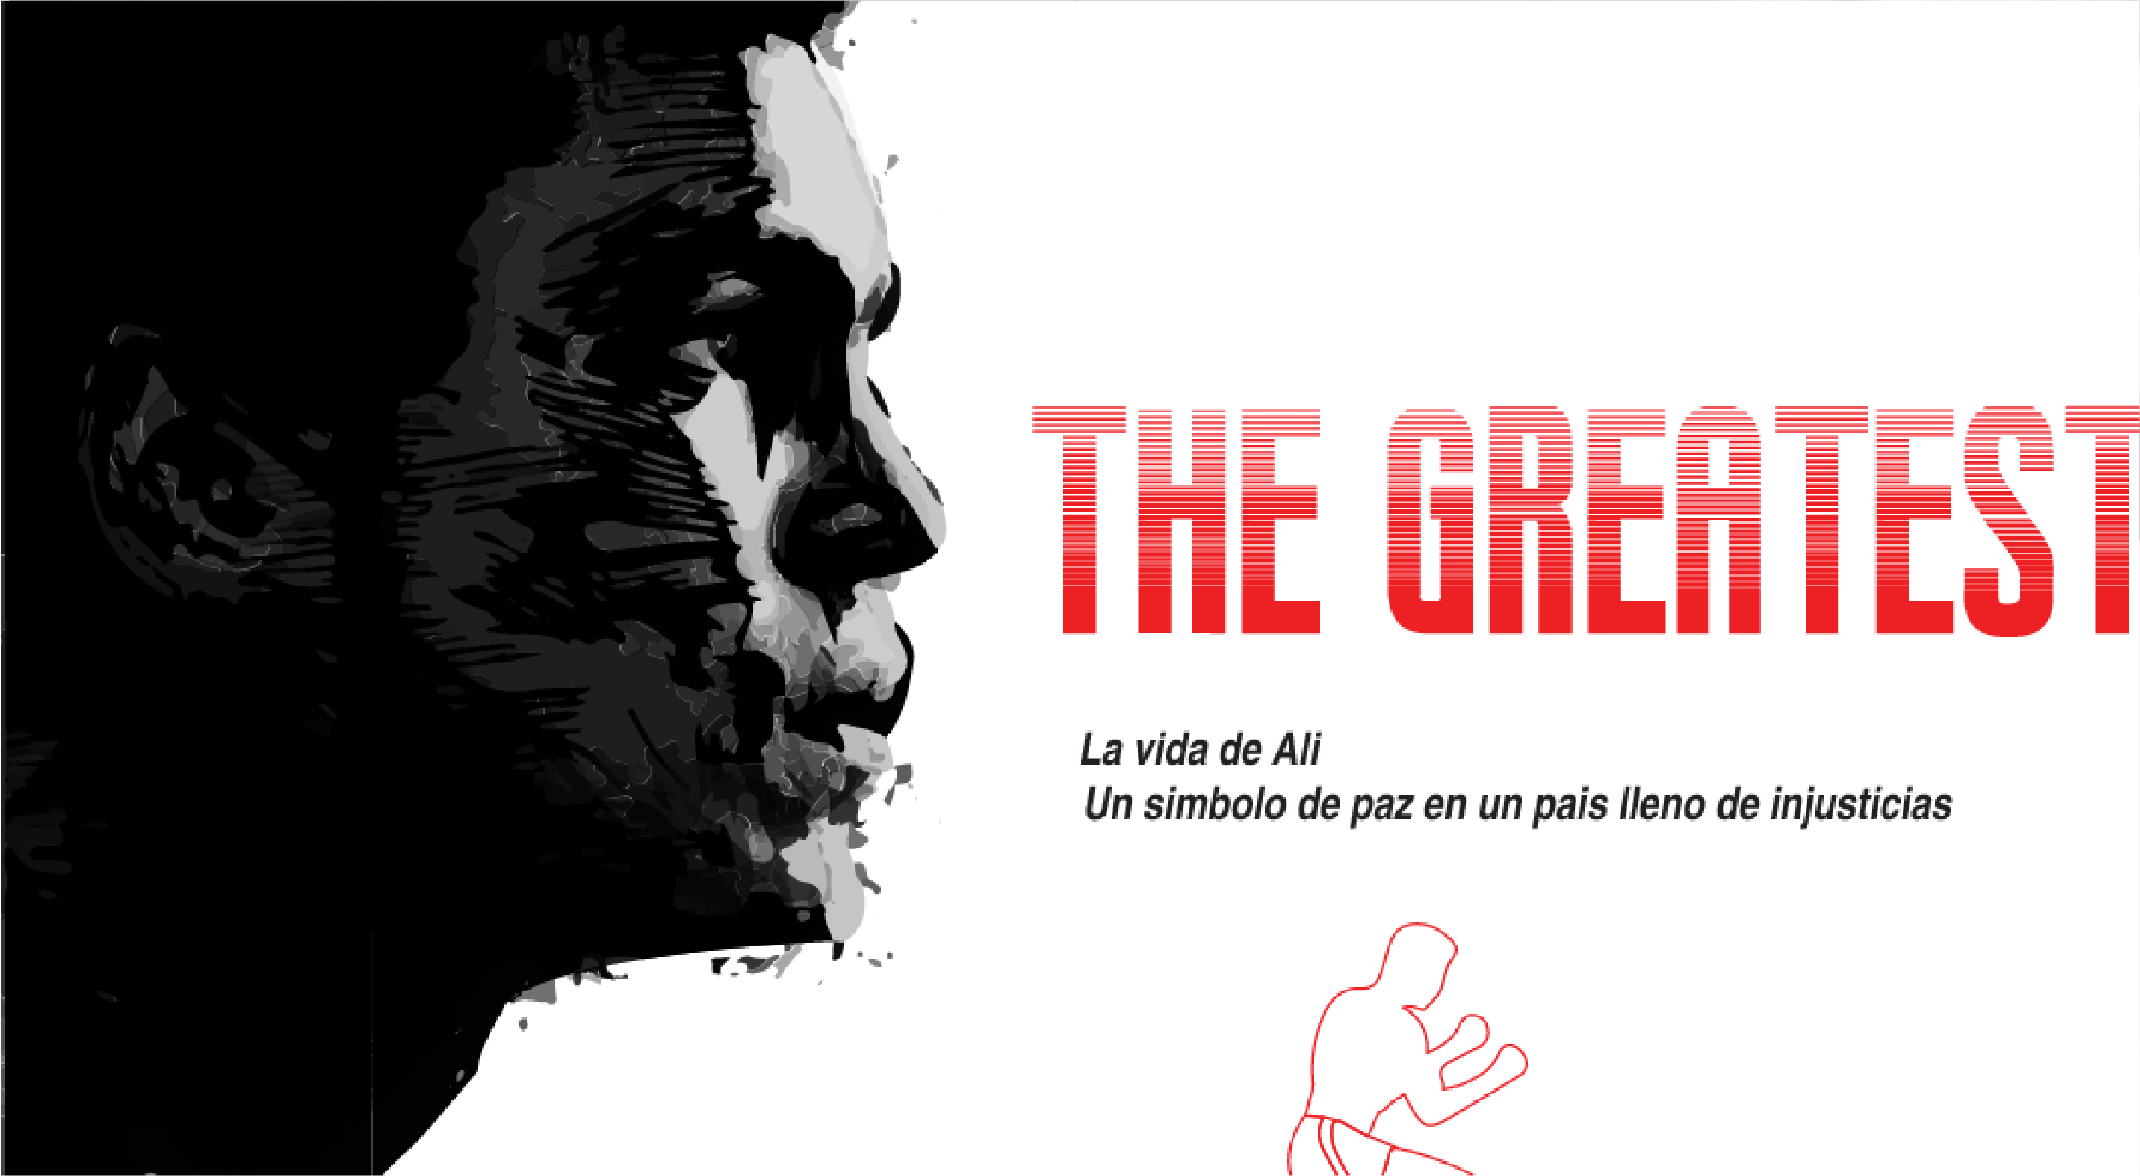 THE GREATEST
La vida de Ali
Un simbolo de paz en un pais lleno de injusticias